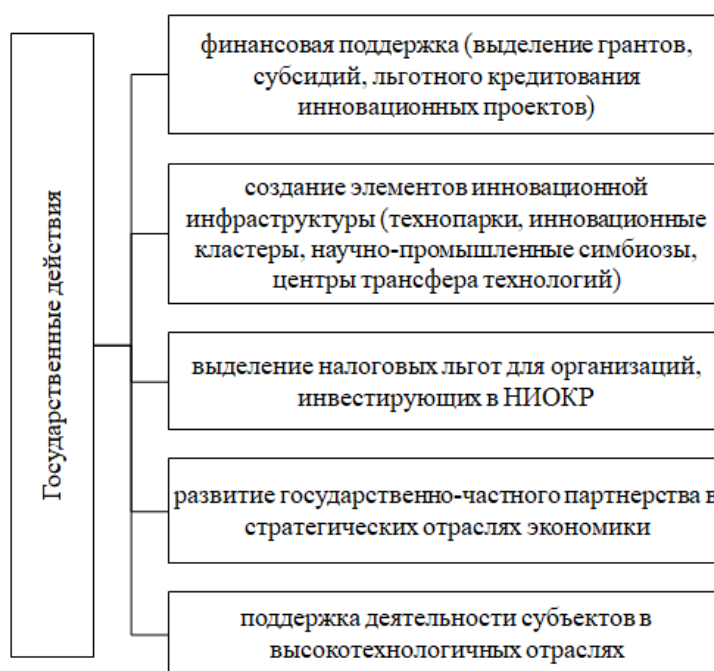 Государственные действия
финансовая поддержка (выделение грантов,
субсидий, льготного кредитования
инновационных проектов)
создание элементов инновационной
инфраструктуры (технопарки, инновационные
кластеры, научно-промышленные симбиозы,
центры трансфера технологий)
выделение налоговых льгот для организаций,
инвестирующих в НИОКР
развитие государственно-частного партнерства в
стратегических отраслях экономики
поддержка деятельности субъектов в
высокотехнологичных отраслях